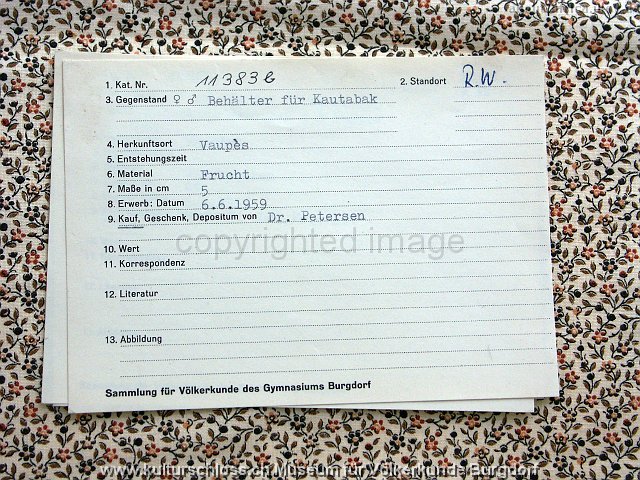 1. Kat. Nr. 11383b 2. Standort R.W.
3. Gegenstand ♀ ♂ Behälter für Kautabak
4. Herkunftsort Vaupès
5. Entstehungszeit
6. Material Frucht
7. Maße in cm 5
8. Erwerb: Datum 6.6.1959
9. Kauf, Geschenk, Depositum von Dr. Petersen
copyrighted image
10. Wert
11. Korrespondenz
12. Literatur
13. Abbildung
Sammlung für Völkerkunde des Gymnasiums Burgdorf
www.kulturschloss.ch Museum für Völkerkunde Burgdorf